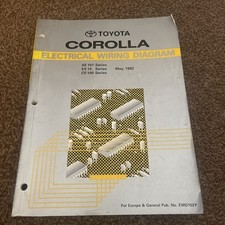 TOYOTA
COROLLA
ELECTRICAL WIRING DIAGRAM
AE 101 Series
EE 10 Series May 1992
CE 100 Series
For Europe & General Pub. No. EWD152Y